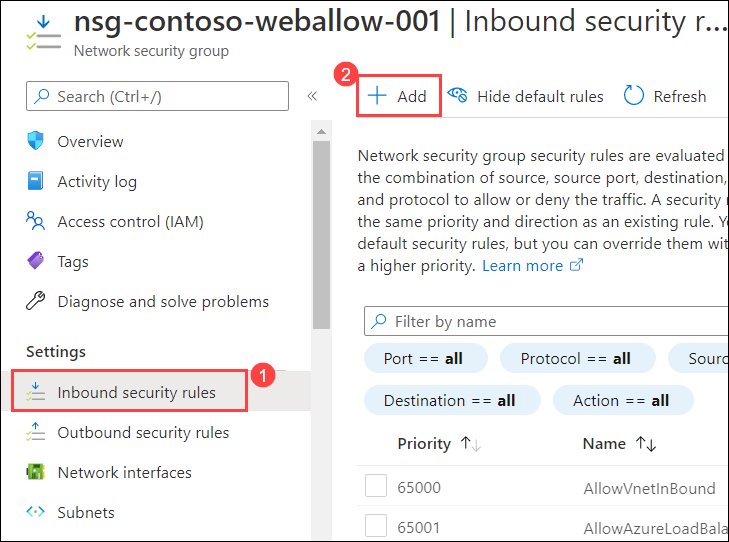 nsg-contoso-weballow-001 | Inbound security r...
Network security group
Search (Ctrl+/)
«
Overview
Activity log
Access control (IAM)
Tags
Diagnose and solve problems
Settings
1
Inbound security rules
Outbound security rules
Network interfaces
Subnets
2
+ Add
Hide default rules
Refresh
Network security group security rules are evaluated
the combination of source, source port, destination,
and protocol to allow or deny the traffic. A security r
the same priority and direction as an existing rule. Y
default security rules, but you can override them wit
a higher priority. Learn more
Filter by name
Port == all
Protocol == all
Sourc
Destination == all
Action == all
Priority ↑↓
Name ↑↓
65000
AllowVnetInBound
65001
AllowAzureLoadBala